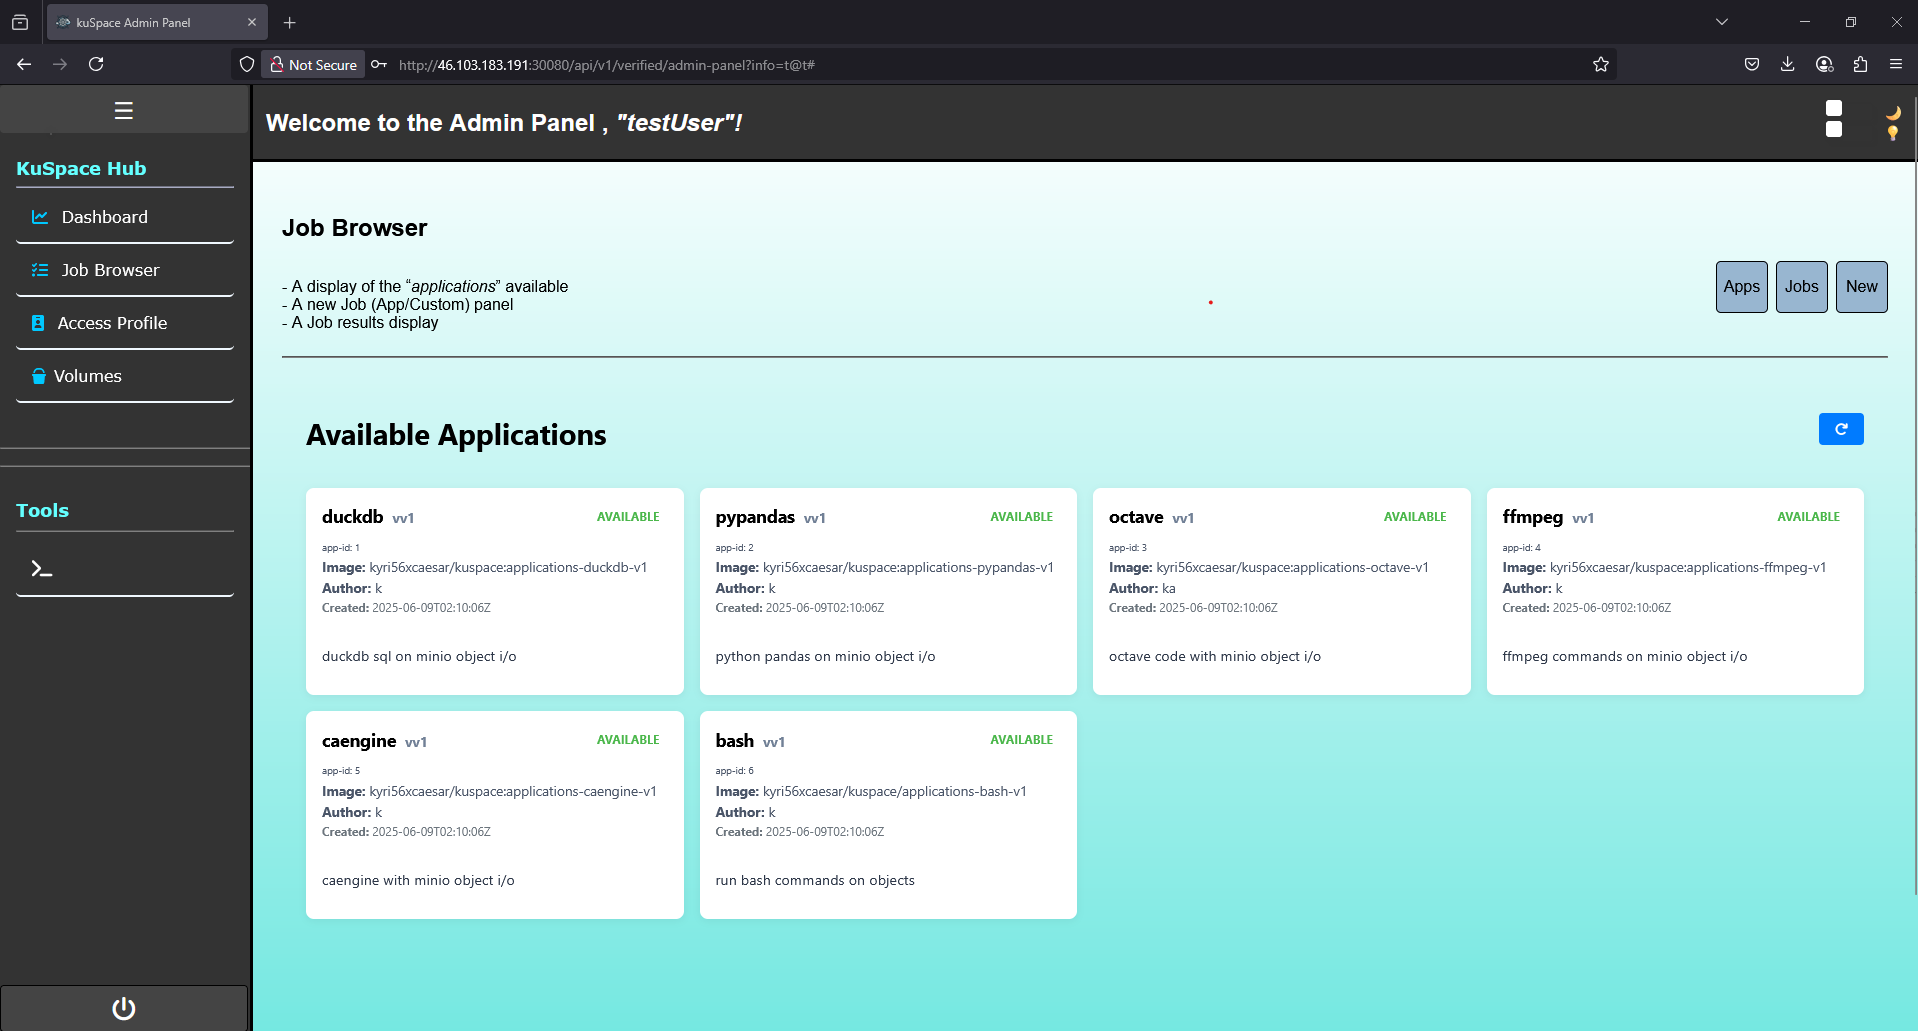 kuSpace Admin Panel
Not Secure
http://46.103.183.191:30080/api/v1/verified/admin-panel?info=t@t#
Welcome to the Admin Panel , "testUser"!
KuSpace Hub
Dashboard
Job Browser
Access Profile
Volumes
Tools
Job Browser
- A display of the “applications” available
- A new Job (App/Custom) panel
- A Job results display
Apps
Jobs
New
Available Applications
duckdb vv1 AVAILABLE
app-id: 1
Image: kyri56xcaesar/kuspace:applications-duckdb-v1
Author: k
Created: 2025-06-09T02:10:06Z
duckdb sql on minio object i/o
pypandas vv1 AVAILABLE
app-id: 2
Image: kyri56xcaesar/kuspace:applications-pypandas-v1
Author: k
Created: 2025-06-09T02:10:06Z
python pandas on minio object i/o
octave vv1 AVAILABLE
app-id: 3
Image: kyri56xcaesar/kuspace:applications-octave-v1
Author: ka
Created: 2025-06-09T02:10:06Z
octave code with minio object i/o
ffmpeg vv1 AVAILABLE
app-id: 4
Image: kyri56xcaesar/kuspace:applications-ffmpeg-v1
Author: k
Created: 2025-06-09T02:10:06Z
ffmpeg commands on minio object i/o
caengine vv1 AVAILABLE
app-id: 5
Image: kyri56xcaesar/kuspace:applications-caengine-v1
Author: k
Created: 2025-06-09T02:10:06Z
caengine with minio object i/o
bash vv1 AVAILABLE
app-id: 6
Image: kyri56xcaesar/kuspace/applications-bash-v1
Author: k
Created: 2025-06-09T02:10:06Z
run bash commands on objects